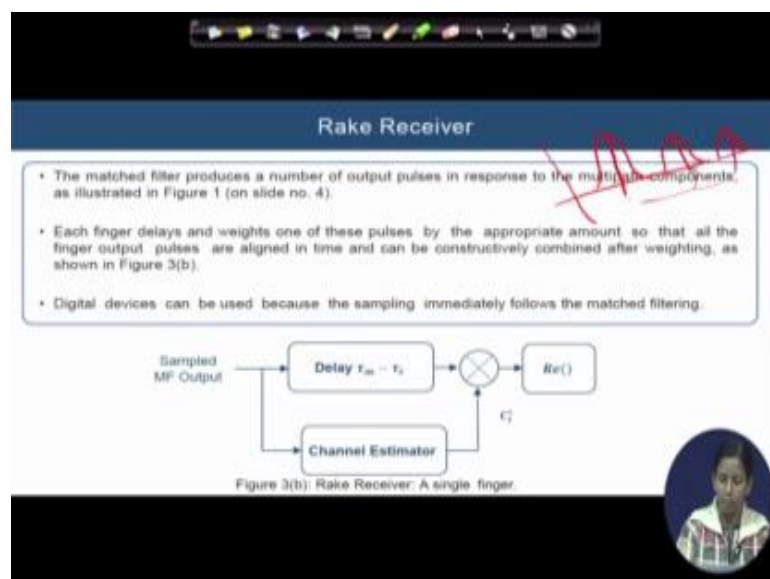 Rake Receiver
• The matched filter produces a number of output pulses in response to the multipath components, as illustrated in Figure 1 (on slide no. 4).
• Each finger delays and weights one of these pulses by the appropriate amount so that all the finger output pulses are aligned in time and can be constructively combined after weighting, as shown in Figure 3(b).
• Digital devices can be used because the sampling immediately follows the matched filtering.
Sampled
MF Output
Delay τₘ - τᵢ
Re()
Channel Estimator
Figure 3(b): Rake Receiver: A single finger.